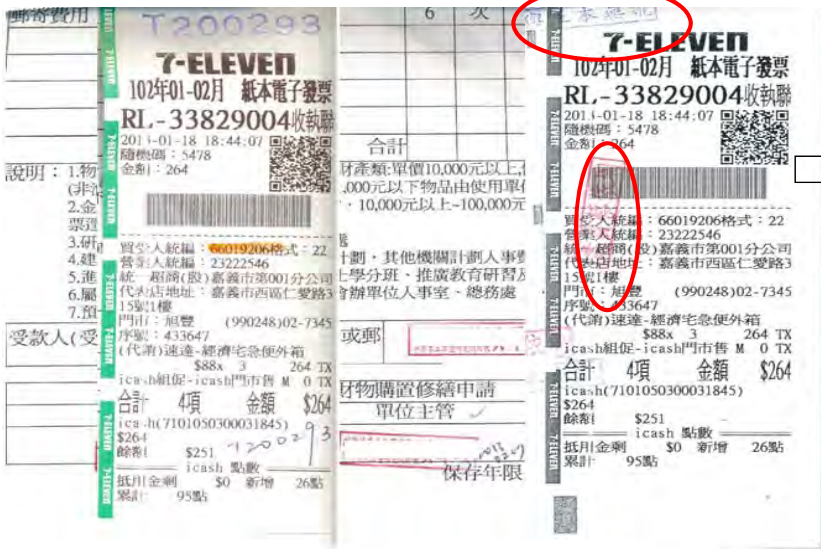 郵寄費用
T200293
7-ELEVEN
102年01-02月 紙本電子發票
RL-33829004收執聯
2013-01-18 18:44:07
隨機碼：5478
金額：264
說明：1.物
(非消
2.金
票選
3.研
4.建
5.進
6.屬
7.預
受款人(受
買受人統編：66019206格式：22
營業人統編：23222546
統一超商(股)嘉義市第001分公司
代表店地址：嘉義市西區仁愛路3
15號1樓
門市：旭豐 (990248)02-7345
序號：433647
(代銷)速達-經濟宅急便外箱
$88x 3 264 TX
icash組促-icash門市售 M 0 TX
合計 4項 金額 $264
icash(7101050300031845)
$264
餘額 $251
T200293
icash 點數
抵用金剩 $0 新增 26點
累計 95點
6 次
合計
財產類:單價10,000元以上,
,000元以下物品由使用單
，10,000元以上~100,000元
計劃，其他機關計劃人事
士學分班、推廣教育研習及
會辦單位人事室、總務處
或郵
財物購置修繕申請
單位主管
保存年限
7-ELEVEN
102年01-02月 紙本電子發票
RL-33829004收執聯
2013-01-18 18:44:07
隨機碼：5478
金額：264
買受人統編：66019206格式：22
營業人統編：23222546
統一超商(股)嘉義市第001分公司
代表店地址：嘉義市西區仁愛路3
15號1樓
門市：旭豐 (990248)02-7345
序號：433647
(代銷)速達-經濟宅急便外箱
$88x 3 264 TX
icash組促-icash門市售 M 0 TX
合計 4項 金額 $264
icash(7101050300031845)
$264
餘額 $251
icash 點數
抵用金剩 $0 新增 26點
累計 95點